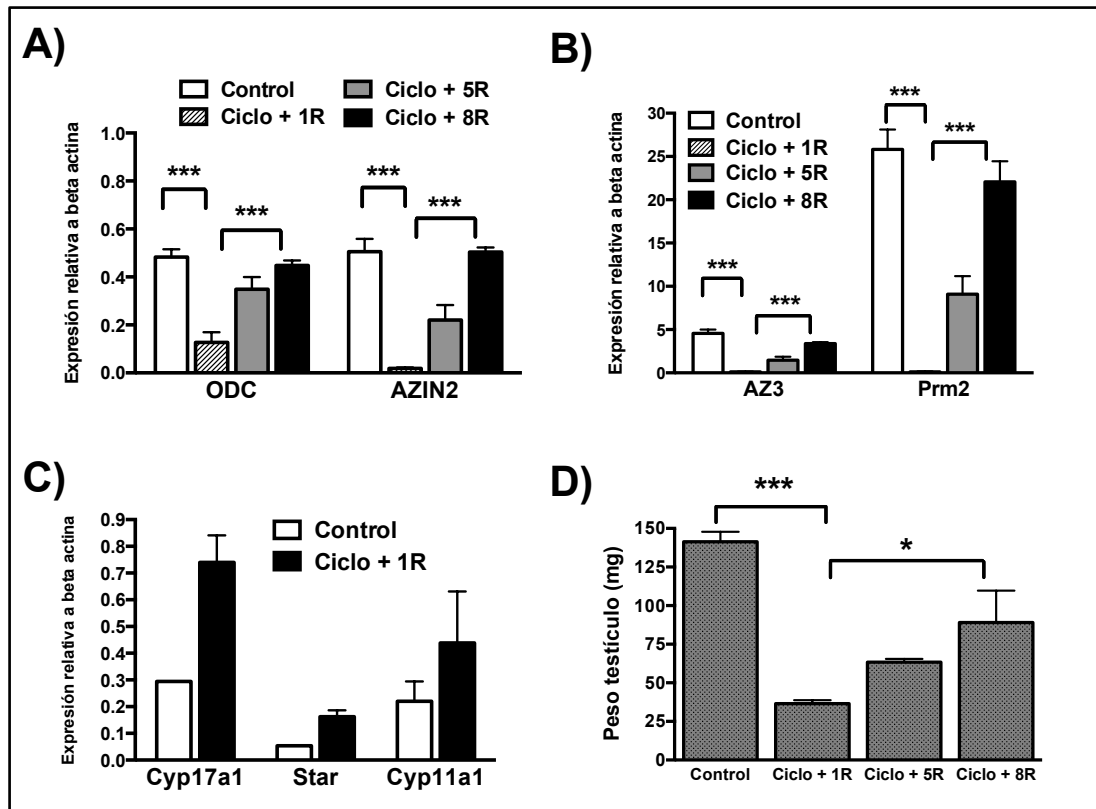 A)
Control
Ciclo + 5R
Ciclo + 1R
Ciclo + 8R
Expresión relativa a beta actina
1.0
0.8
0.6
0.4
0.2
0.0
***
***
***
***
ODC
AZIN2
B)
Control
Ciclo + 1R
Ciclo + 5R
Ciclo + 8R
Expresión relativa a beta actina
30
25
20
15
10
5
0
***
***
***
***
AZ3
Prm2
C)
Control
Ciclo + 1R
Expresión relativa a beta actina
0.9
0.8
0.7
0.6
0.5
0.4
0.3
0.2
0.1
0.0
Cyp17a1
Star
Cyp11a1
D)
Peso testículo (mg)
150
125
100
75
50
25
0
***
*
Control
Ciclo + 1R
Ciclo + 5R
Ciclo + 8R